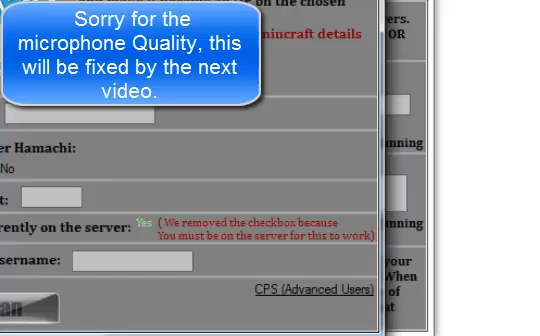 on the chosen
Sorry for the
microphone Quality, this
will be fixed by the next
video.
mincraft details
ers.
OR
er Hamachi:
No
nning
t:
rently on the server: Yes ( We removed the checkbox because
You must be on the server for this to work)
nning
sername:
your
When
of
at
CPS (Advanced Users)
an